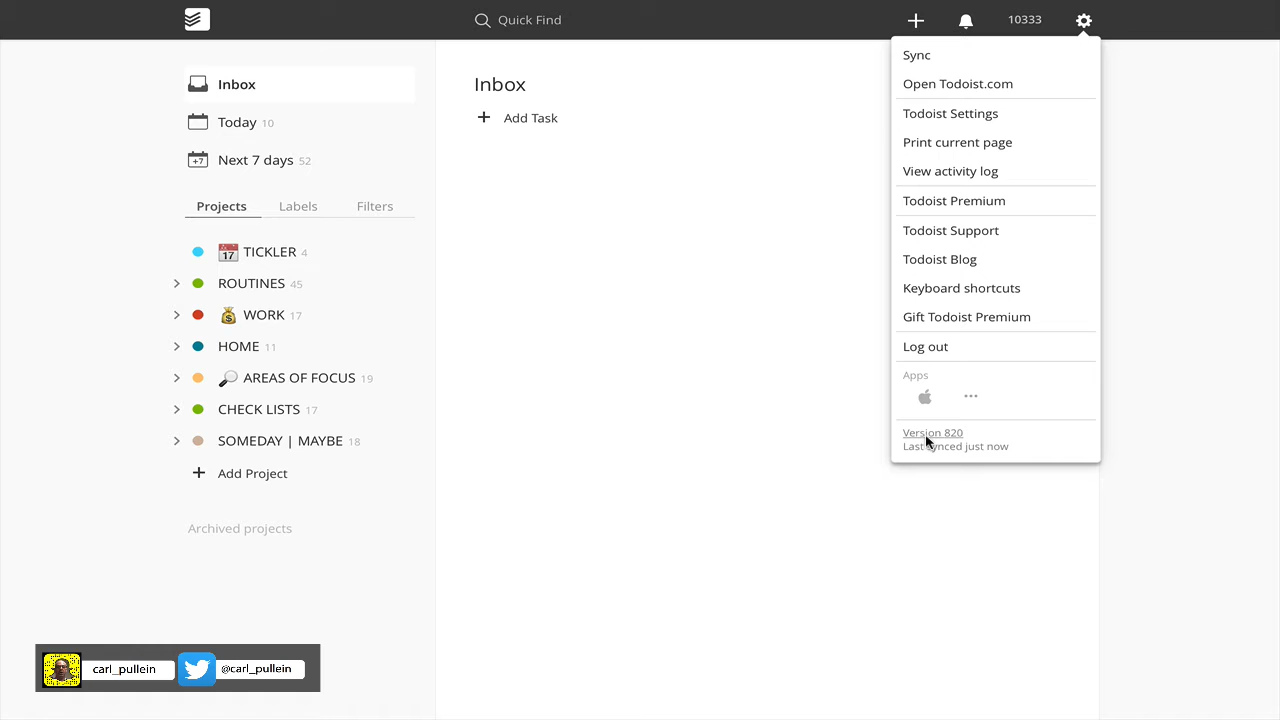 Quick Find
10333
Inbox
Today 10
+7 Next 7 days 52
Projects Labels Filters
17 TICKLER 4
ROUTINES 45
WORK 17
HOME 11
AREAS OF FOCUS 19
CHECK LISTS 17
SOMEDAY | MAYBE 18
Add Project
Archived projects
Inbox
Add Task
Sync
Open Todoist.com
Todoist Settings
Print current page
View activity log
Todoist Premium
Todoist Support
Todoist Blog
Keyboard shortcuts
Gift Todoist Premium
Log out
Apps
Version 820
Last synced just now
carl_pullein @carl_pullein